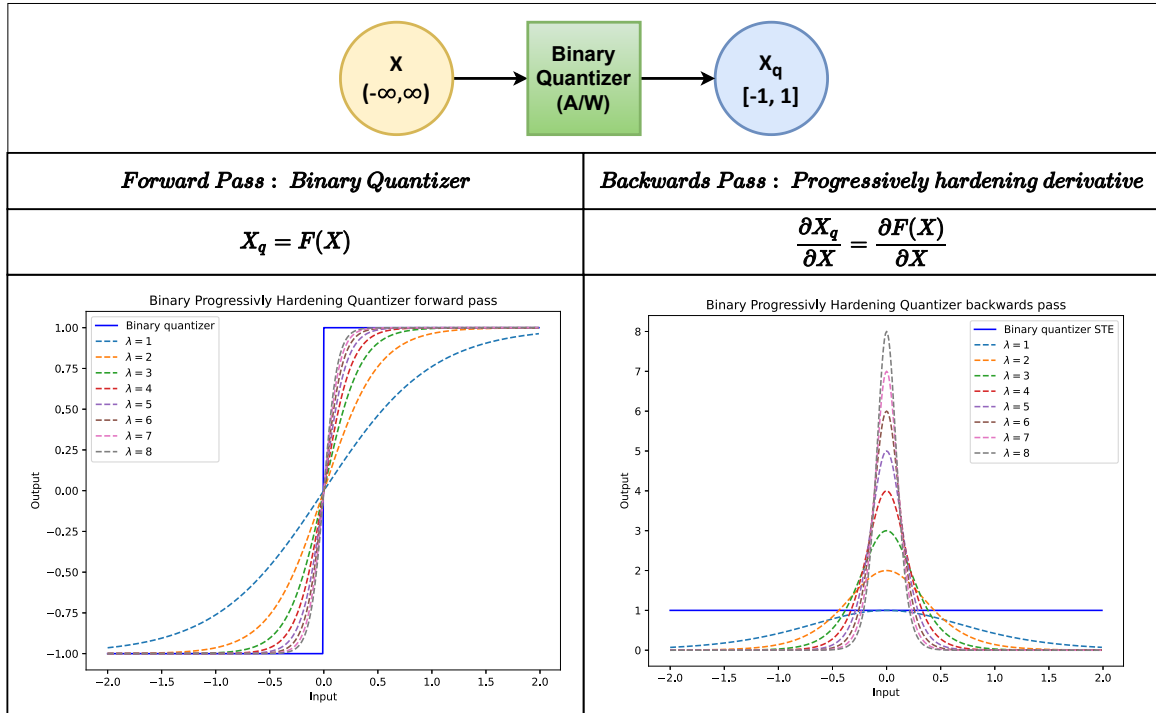 X
(-∞,∞)
Binary
Quantizer
(A/W)
X_q
[-1, 1]
Forward Pass : Binary Quantizer
Backwards Pass : Progressively hardening derivative
X_q = F(X)
∂X_q/∂X = ∂F(X)/∂X
Binary Progressivly Hardening Quantizer forward pass
1.00
0.75
0.50
0.25
0.00
−0.25
−0.50
−0.75
−1.00
Output
Binary quantizer
λ = 1
λ = 2
λ = 3
λ = 4
λ = 5
λ = 6
λ = 7
λ = 8
−2.0 −1.5 −1.0 −0.5 0.0 0.5 1.0 1.5 2.0
Input
Binary Progressivly Hardening Quantizer backwards pass
8
7
6
5
4
3
2
1
0
Output
Binary quantizer STE
λ = 1
λ = 2
λ = 3
λ = 4
λ = 5
λ = 6
λ = 7
λ = 8
−2.0 −1.5 −1.0 −0.5 0.0 0.5 1.0 1.5 2.0
Input